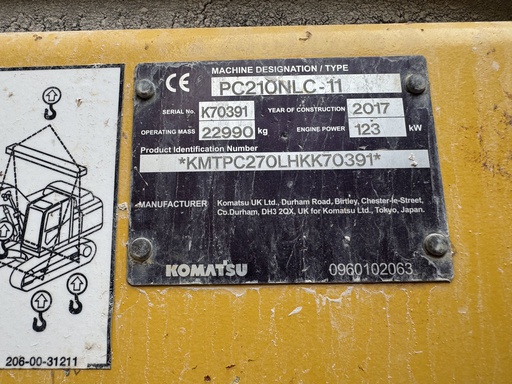 CE
MACHINE DESIGNATION / TYPE
PC210NLC-11
SERIAL No. K70391 YEAR OF CONSTRUCTION 2017
OPERATING MASS 22990 kg ENGINE POWER 123 kW
Product Identification Number
*KMTPC270LHKK70391*
MANUFACTURER Komatsu UK Ltd., Durham Road, Birtley, Chester-le-Street,
Co.Durham, DH3 2QX, UK for Komatsu Ltd., Tokyo, Japan.
KOMATSU 0960102063
206-00-31211